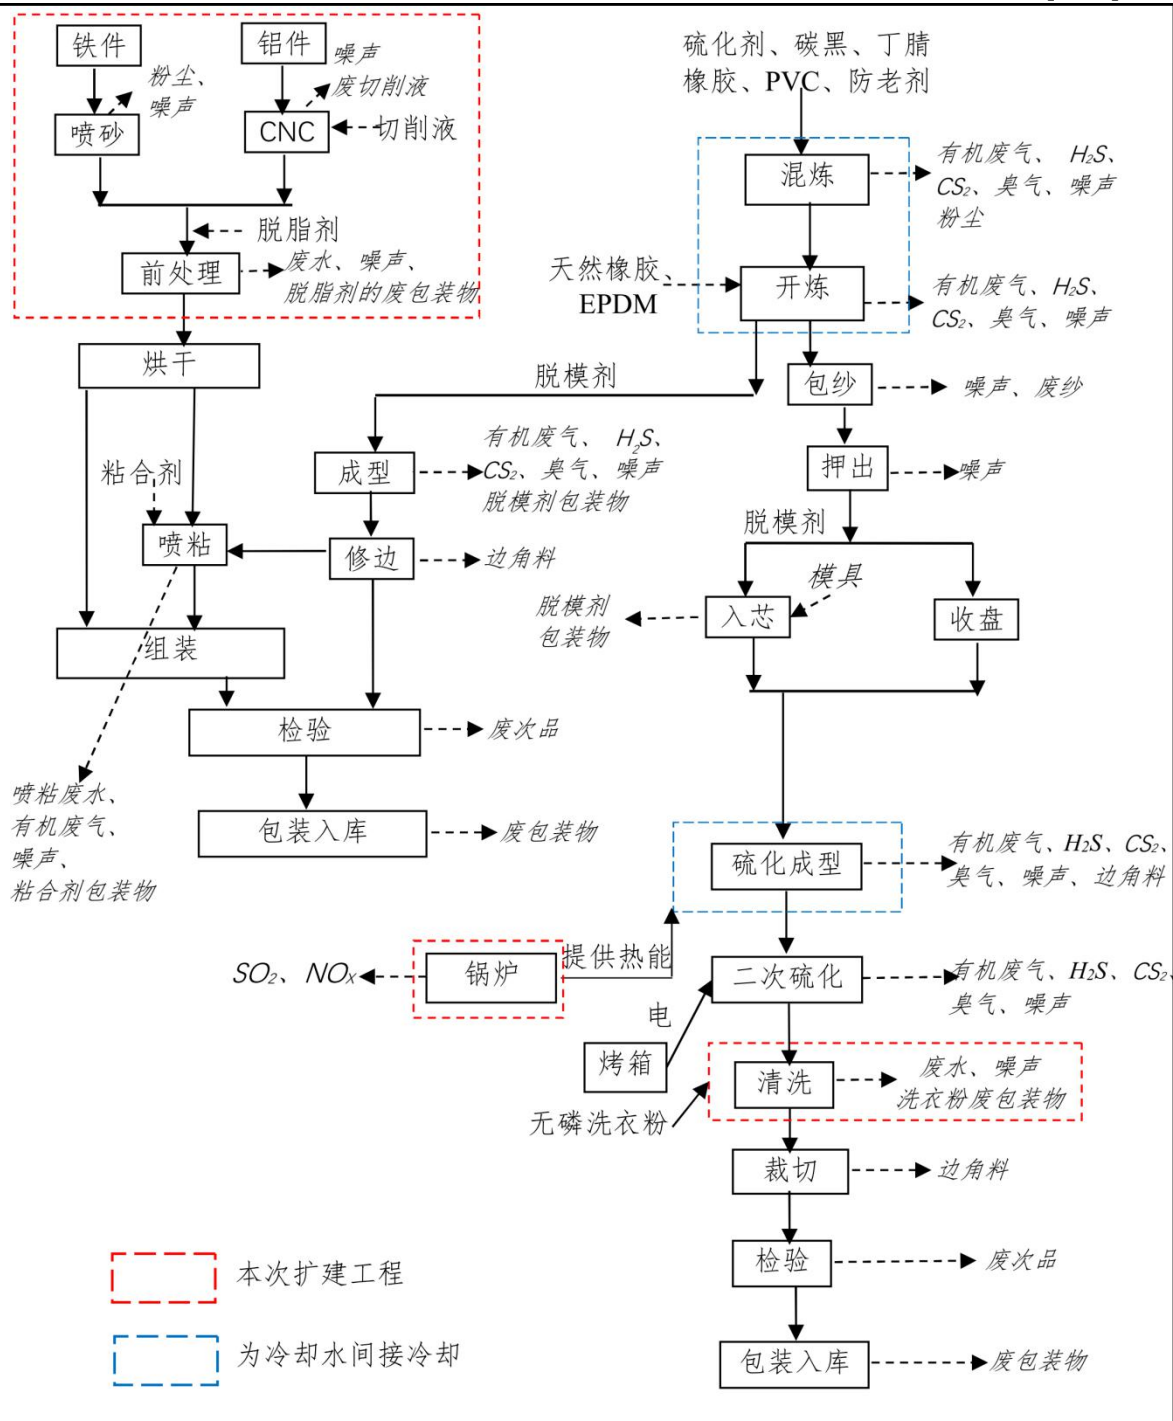 铁件
铝件
噪声
废切削液
粉尘、
噪声
喷砂
CNC
切削液
脱脂剂
前处理
废水、噪声、
脱脂剂的废包装物
烘干
硫化剂、碳黑、丁腈
橡胶、PVC、防老剂
混炼
有机废气、 H₂S、
CS₂、臭气、噪声
粉尘
天然橡胶、
EPDM
开炼
有机废气、H₂S、
CS₂、臭气、噪声
脱模剂
包纱
噪声、废纱
成型
有机废气、 H₂S、
CS₂、臭气、噪声
脱模剂包装物
押出
噪声
粘合剂
喷粘
修边
边角料
脱模剂
模具
脱模剂
包装物
入芯
收盘
组装
检验
废次品
喷粘废水、
有机废气、
噪声、
粘合剂包装物
包装入库
废包装物
硫化成型
有机废气、H₂S、CS₂、
臭气、噪声、边角料
SO₂、NOₓ
锅炉
提供热能
二次硫化
有机废气、H₂S、CS₂、
臭气、噪声
电
烤箱
清洗
废水、噪声
洗衣粉废包装物
无磷洗衣粉
裁切
边角料
检验
废次品
包装入库
废包装物
本次扩建工程
为冷却水间接冷却